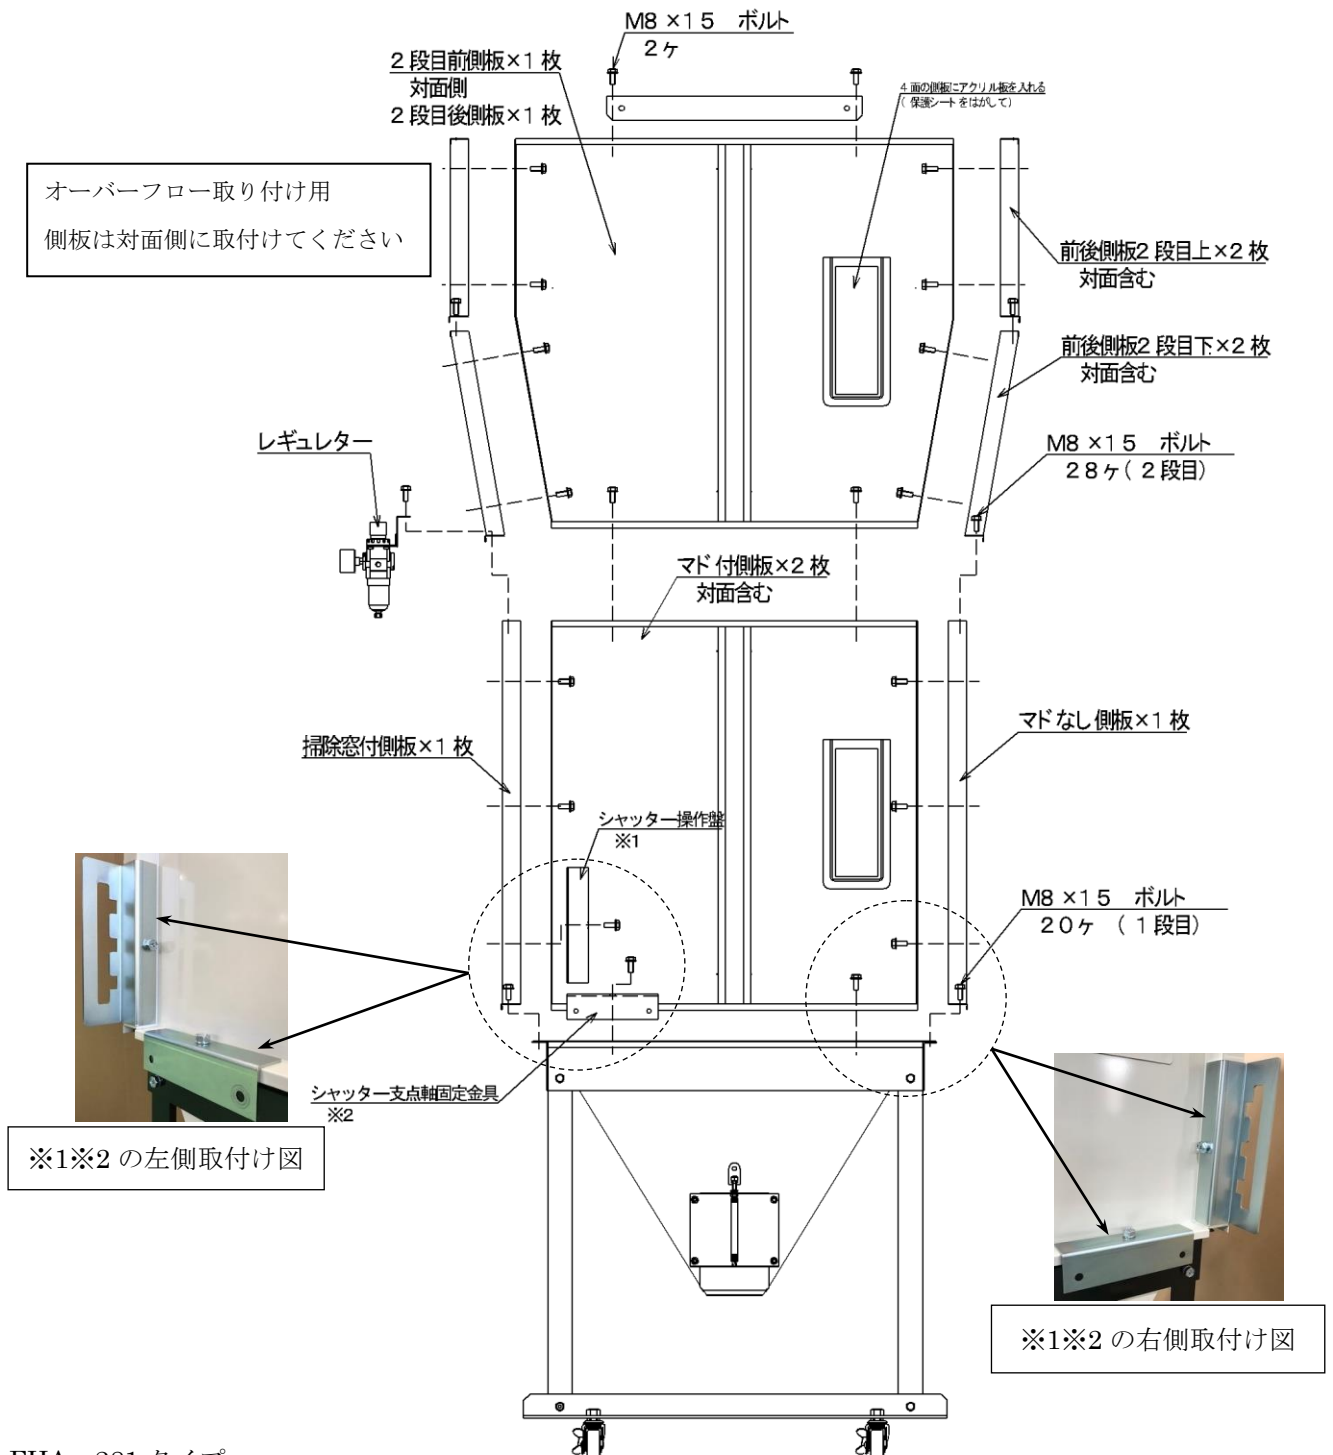 M8×15 ボルト
2ヶ
2段目前側板×1枚
対面側
2段目後側板×1枚
4面の側板にアクリル板を入れる
(保護シートをはがして)
オーバーフロー取り付け用
側板は対面側に取付けてください
前後側板2段目上×2枚
対面含む
前後側板2段目下×2枚
対面含む
レギュレター
M8×15 ボルト
28ヶ(2段目)
マド付側板×2枚
対面含む
マドなし側板×1枚
掃除窓付側板×1枚
シャッター操作盤
※1
M8×15 ボルト
20ヶ (1段目)
シャッター支点軸固定金具
※2
※1※2の左側取付け図
※1※2の右側取付け図